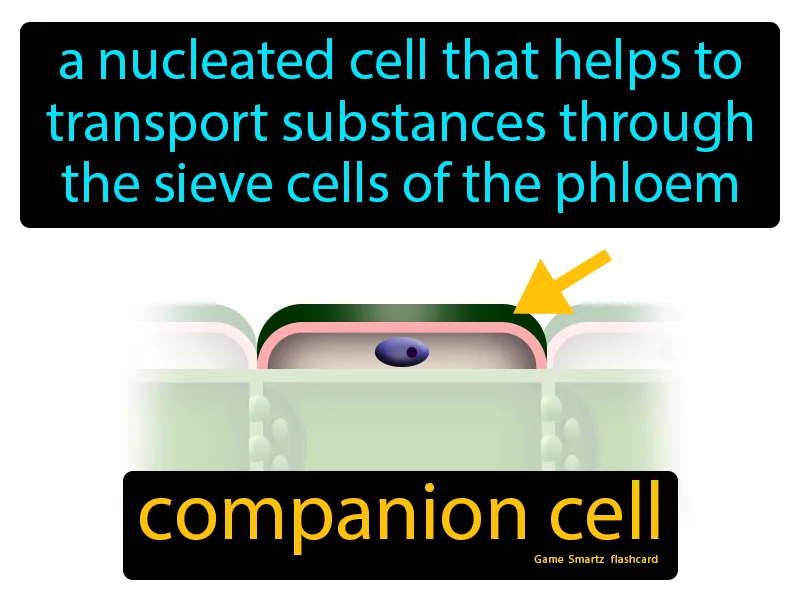 a nucleated cell that helps to
transport substances through
the sieve cells of the phloem
companion cell
Game Smartz flashcard